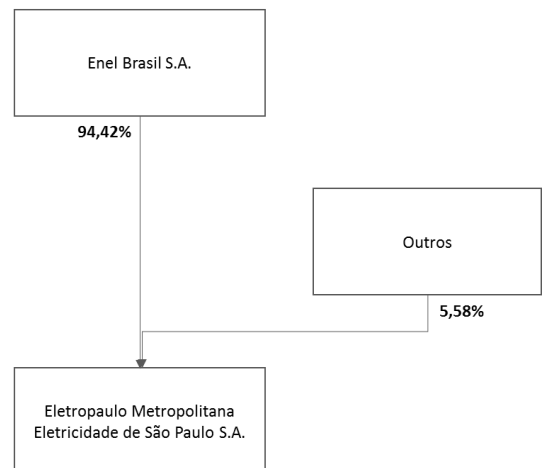 Enel Brasil S.A.
94,42%
Outros
5,58%
Eletropaulo Metropolitana
Eletricidade de São Paulo S.A.